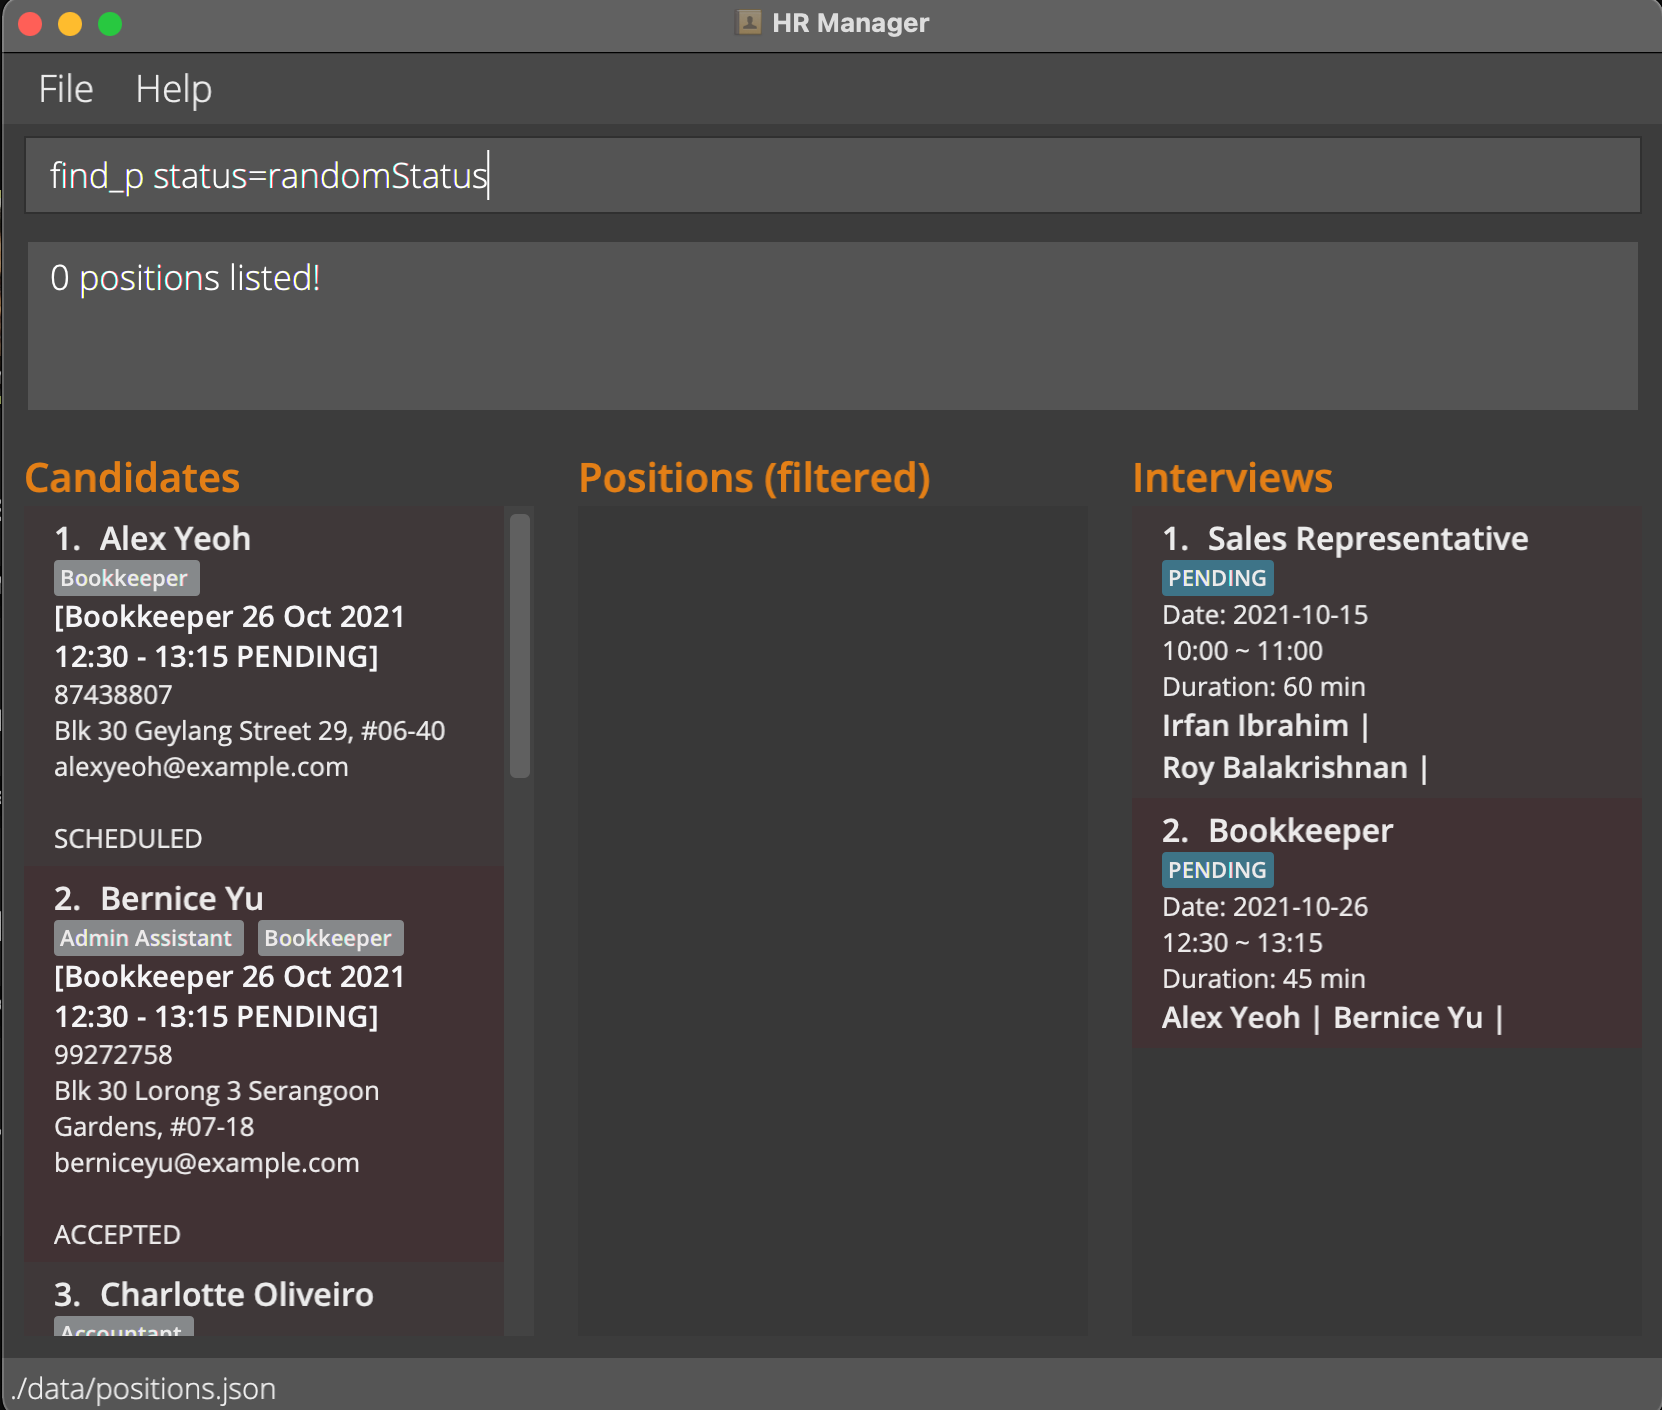 HR Manager
File Help
find_p status=randomStatus
0 positions listed!
Candidates
1. Alex Yeoh
Bookkeeper
[Bookkeeper 26 Oct 2021
12:30 - 13:15 PENDING]
87438807
Blk 30 Geylang Street 29, #06-40
alexyeoh@example.com
SCHEDULED
2. Bernice Yu
Admin Assistant Bookkeeper
[Bookkeeper 26 Oct 2021
12:30 - 13:15 PENDING]
99272758
Blk 30 Lorong 3 Serangoon
Gardens, #07-18
berniceyu@example.com
ACCEPTED
3. Charlotte Oliveiro
Accountant
Positions (filtered)
Interviews
1. Sales Representative
PENDING
Date: 2021-10-15
10:00 ~ 11:00
Duration: 60 min
Irfan Ibrahim |
Roy Balakrishnan |
2. Bookkeeper
PENDING
Date: 2021-10-26
12:30 ~ 13:15
Duration: 45 min
Alex Yeoh | Bernice Yu |
./data/positions.json